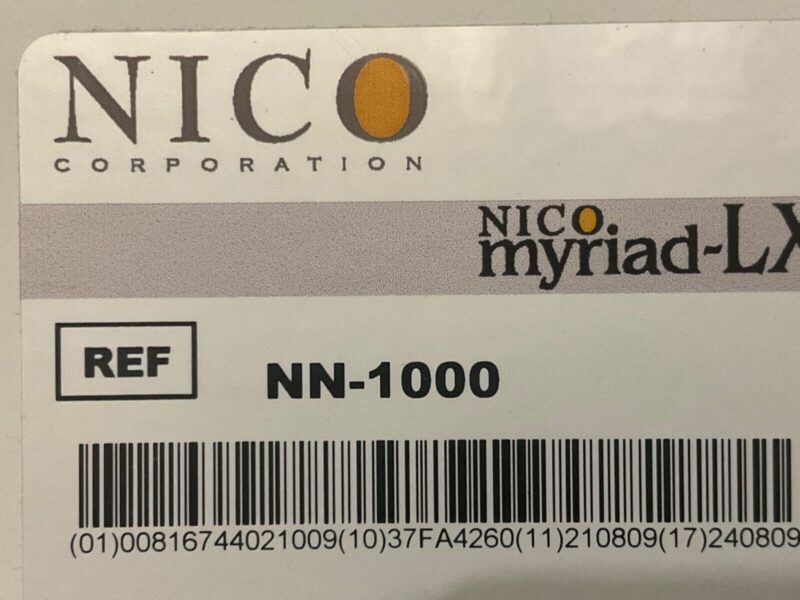 NICO
CORPORATION
NICO
myriad-LX
REF
NN-1000
(01)00816744021009(10)37FA4260(11)210809(17)240809